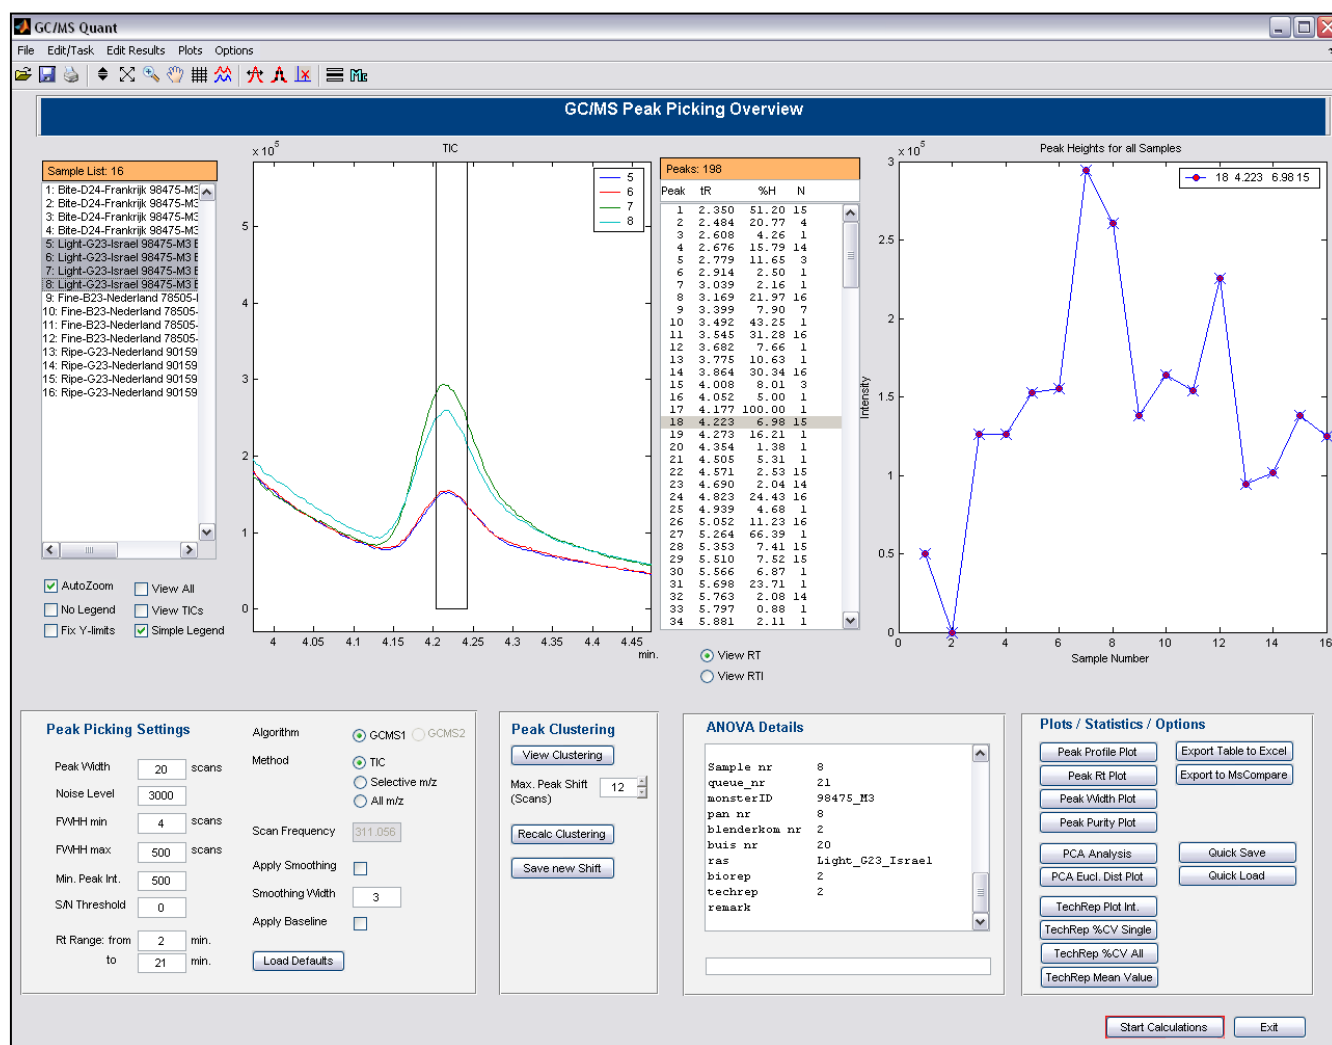 GC/MS Quant
File Edit/Task Edit Results Plots Options
GC/MS Peak Picking Overview
Sample List: 16
1: Bite-D24-Frankrijk 98475-M3
2: Bite-D24-Frankrijk 98475-M3
3: Bite-D24-Frankrijk 98475-M3
4: Bite-D24-Frankrijk 98475-M3
5: Light-G23-Israel 98475-M3 E
6: Light-G23-Israel 98475-M3 E
7: Light-G23-Israel 98475-M3 E
8: Light-G23-Israel 98475-M3 E
9: Fine-B23-Nederland 78505-I
10: Fine-B23-Nederland 78505-
11: Fine-B23-Nederland 78505-
12: Fine-B23-Nederland 78505-
13: Ripe-G23-Nederland 90159
14: Ripe-G23-Nederland 90159
15: Ripe-G23-Nederland 90159
16: Ripe-G23-Nederland 90159
AutoZoom View All
No Legend View TICs
Fix Y-limits Simple Legend
x 10^5 TIC
5
6
7
8
5
4
3
2
1
0
4 4.05 4.1 4.15 4.2 4.25 4.3 4.35 4.4 4.45
min.
Peaks: 198
Peak tR %H N
1 2.350 51.20 15
2 2.484 20.77 4
3 2.608 4.26 1
4 2.676 15.79 14
5 2.779 11.65 3
6 2.914 2.50 1
7 3.039 2.16 1
8 3.169 21.97 16
9 3.399 7.90 7
10 3.492 43.25 1
11 3.545 31.28 16
12 3.682 7.66 1
13 3.775 10.63 1
14 3.864 30.34 16
15 4.008 8.01 3
16 4.052 5.00 1
17 4.177 100.00 1
18 4.223 6.98 15
19 4.273 16.21 1
20 4.354 1.38 1
21 4.505 5.31 1
22 4.571 2.53 15
23 4.690 2.04 14
24 4.823 24.43 16
25 4.939 4.68 1
26 5.052 11.23 16
27 5.264 66.39 1
28 5.353 7.41 15
29 5.510 7.52 15
30 5.566 6.87 1
31 5.698 23.71 1
32 5.763 2.08 14
33 5.797 0.88 1
34 5.881 2.11 1
View RT
View RTI
x 10^5 Peak Heights for all Samples
18 4.223 6.98 15
3
2.5
2
1.5
1
0.5
0
Intensity
0 2 4 6 8 10 12 14 16
Sample Number
Peak Picking Settings
Peak Width 20 scans
Noise Level 3000
FWHH min 4 scans
FWHH max 500 scans
Min. Peak Int. 500
S/N Threshold 0
Rt Range: from 2 min.
to 21 min.
Algorithm GCMS1 GCMS2
Method TIC
Selective m/z
All m/z
Scan Frequency 311.056
Apply Smoothing
Smoothing Width 3
Apply Baseline
Load Defaults
Peak Clustering
View Clustering
Max. Peak Shift 12
(Scans)
Recalc Clustering
Save new Shift
ANOVA Details
Sample nr 8
queue_nr 21
monsterID 98475_M3
pan nr 8
blenderkom nr 2
buis nr 20
ras Light_G23_Israel
biorep 2
techrep 2
remark
Plots / Statistics / Options
Peak Profile Plot Export Table to Excel
Peak Rt Plot Export to MsCompare
Peak Width Plot
Peak Purity Plot
PCA Analysis Quick Save
PCA Eucl. Dist Plot Quick Load
TechRep Plot Int.
TechRep %CV Single
TechRep %CV All
TechRep Mean Value
Start Calculations Exit